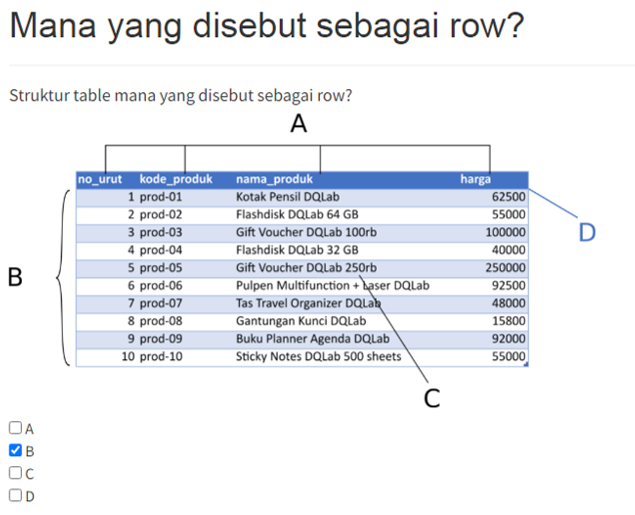 Mana yang disebut sebagai row?
Struktur table mana yang disebut sebagai row?
A
no_urut kode_produk nama_produk harga
1 prod-01 Kotak Pensil DQLab 62500
2 prod-02 Flashdisk DQLab 64 GB 55000
3 prod-03 Gift Voucher DQLab 100rb 100000
4 prod-04 Flashdisk DQLab 32 GB 40000
5 prod-05 Gift Voucher DQLab 250rb 250000
6 prod-06 Pulpen Multifunction + Laser DQLab 92500
7 prod-07 Tas Travel Organizer DQLab 48000
8 prod-08 Gantungan Kunci DQLab 15800
9 prod-09 Buku Planner Agenda DQLab 92000
10 prod-10 Sticky Notes DQLab 500 sheets 55000
B
D
C
A
B
C
D